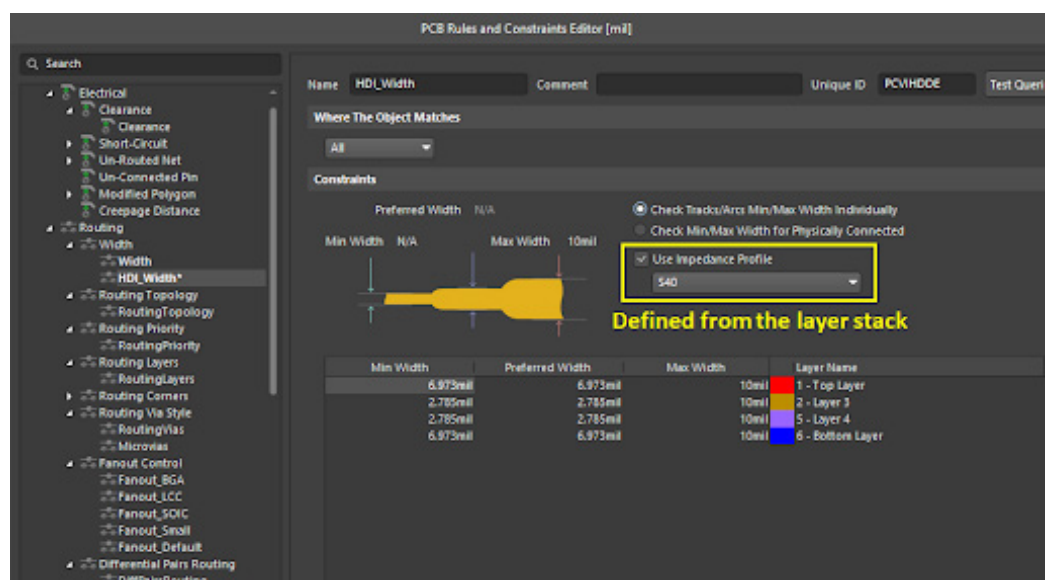 PCB Rules and Constraints Editor [mil]
Search
Electrical
Clearance
Clearance
Short-Circuit
Un-Routed Net
Un-Connected Pin
Modified Polygon
Creepage Distance
Routing
Width
Width
HDI_Width*
Routing Topology
RoutingTopology
Routing Priority
RoutingPriority
Routing Layers
RoutingLayers
Routing Corners
Routing Via Style
RoutingVias
Microvias
Fanout Control
Fanout_BGA
Fanout_LCC
Fanout_SOIC
Fanout_Small
Fanout_Default
Differential Pairs Routing
Name HDI_Width Comment Unique ID PCVIHDDE Test Queri
Where The Object Matches
All
Constraints
Preferred Width N/A
Min Width N/A Max Width 10mil
Check Tracks/Arcs Min/Max Width Individually
Check Min/Max Width for Physically Connected
Use Impedance Profile
S40
Defined from the layer stack
Min Width Preferred Width Max Width Layer Name
6.973mil 6.973mil 10mil 1 - Top Layer
2.785mil 2.785mil 10mil 2 - Layer 3
2.785mil 2.785mil 10mil 5 - Layer 4
6.973mil 6.973mil 10mil 6 - Bottom Layer